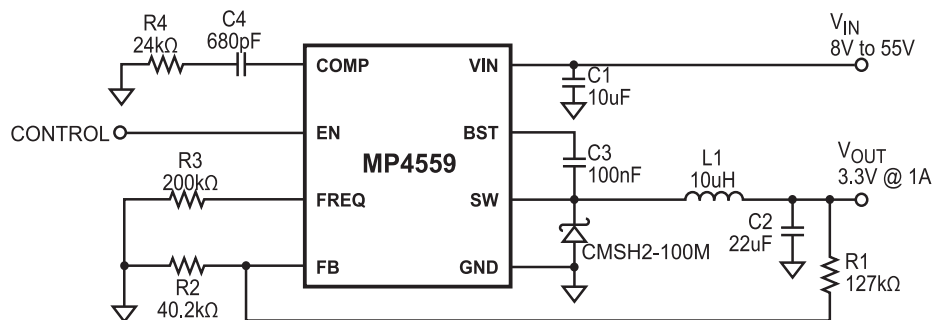 R4
24kΩ
C4
680pF
COMP
VIN
VIN
8V to 55V
C1
10uF
CONTROL
EN
BST
MP4559
C3
100nF
L1
10uH
VOUT
3.3V @ 1A
R3
200kΩ
FREQ
SW
C2
22uF
CMSH2-100M
FB
GND
R2
40.2kΩ
R1
127kΩ